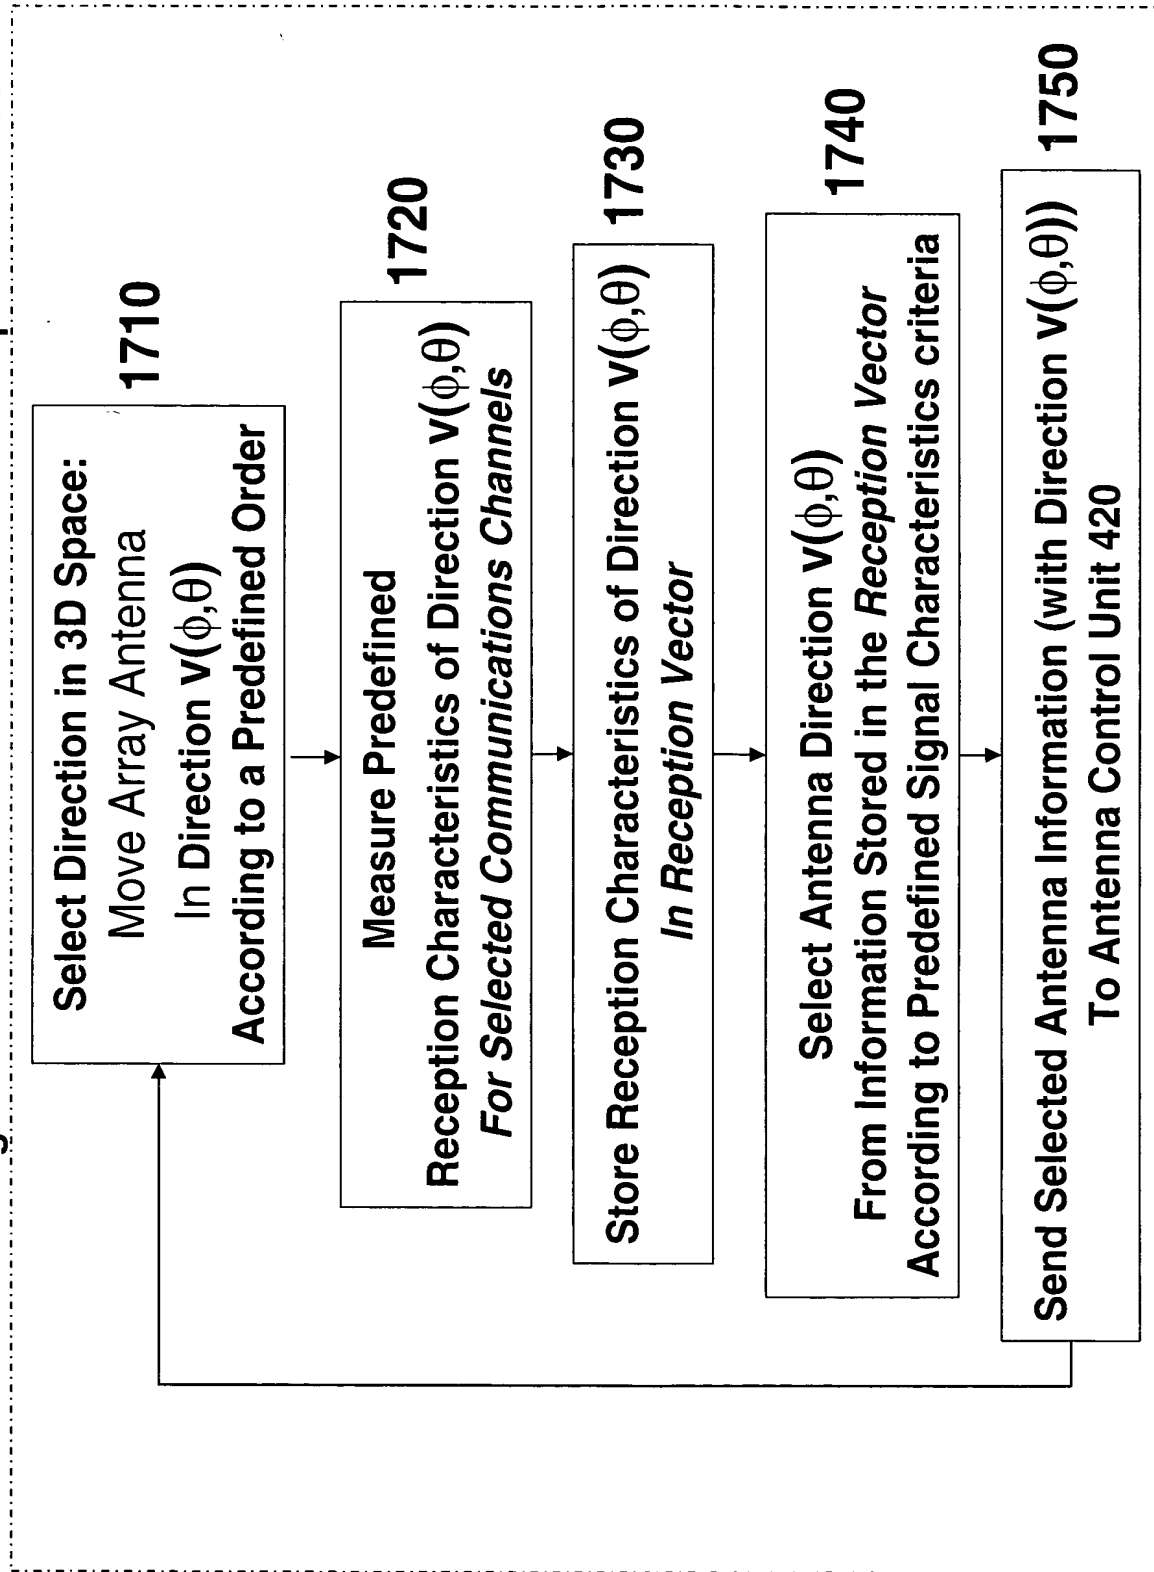 Select Direction in 3D Space:
Move Array Antenna
In Direction V(ϕ,θ)
According to a Predefined Order
1710
Measure Predefined
Reception Characteristics of Direction V(ϕ,θ)
For Selected Communications Channels
1720
Store Reception Characteristics of Direction V(ϕ,θ)
In Reception Vector
1730
Select Antenna Direction V(ϕ,θ)
From Information Stored in the Reception Vector
According to Predefined Signal Characteristics criteria
1740
Send Selected Antenna Information (with Direction V(ϕ,θ))
To Antenna Control Unit 420
1750